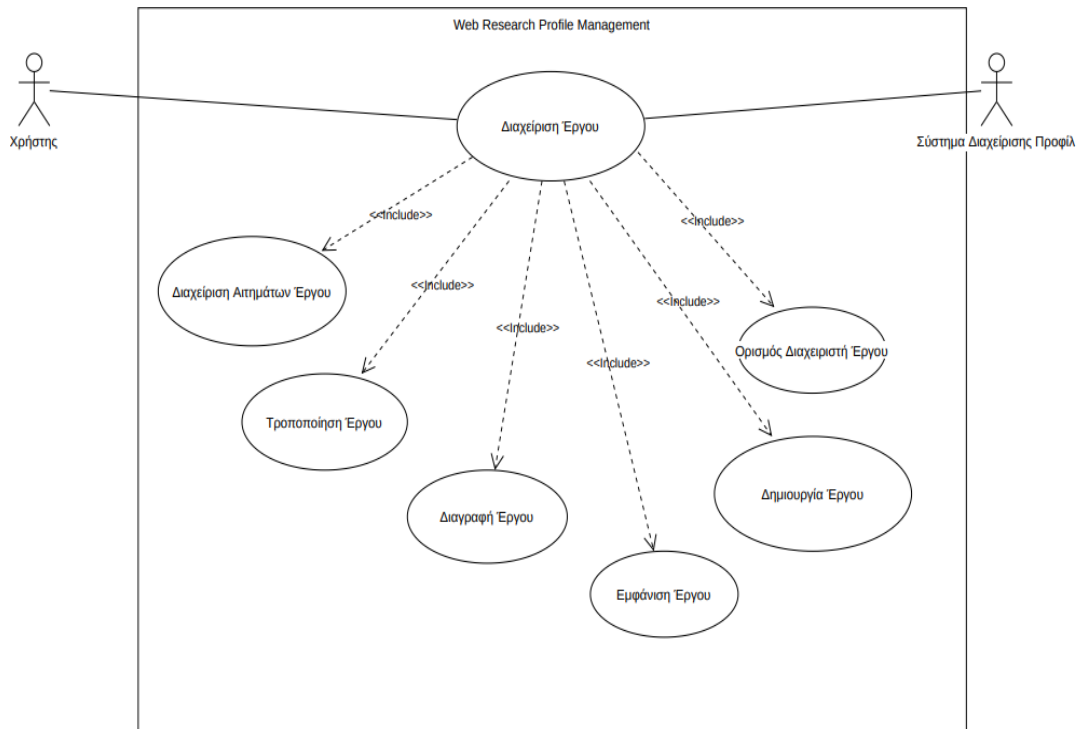 Web Research Profile Management
Χρήστης
Διαχείριση Έργου
Σύστημα Διαχείρισης Προφίλ
<<Include>>
<<Include>>
<<Include>>
<<Include>>
<<Include>>
<<Include>>
Διαχείριση Αιτημάτων Έργου
Ορισμός Διαχειριστή Έργου
Τροποποίηση Έργου
Δημιουργία Έργου
Διαγραφή Έργου
Εμφάνιση Έργου